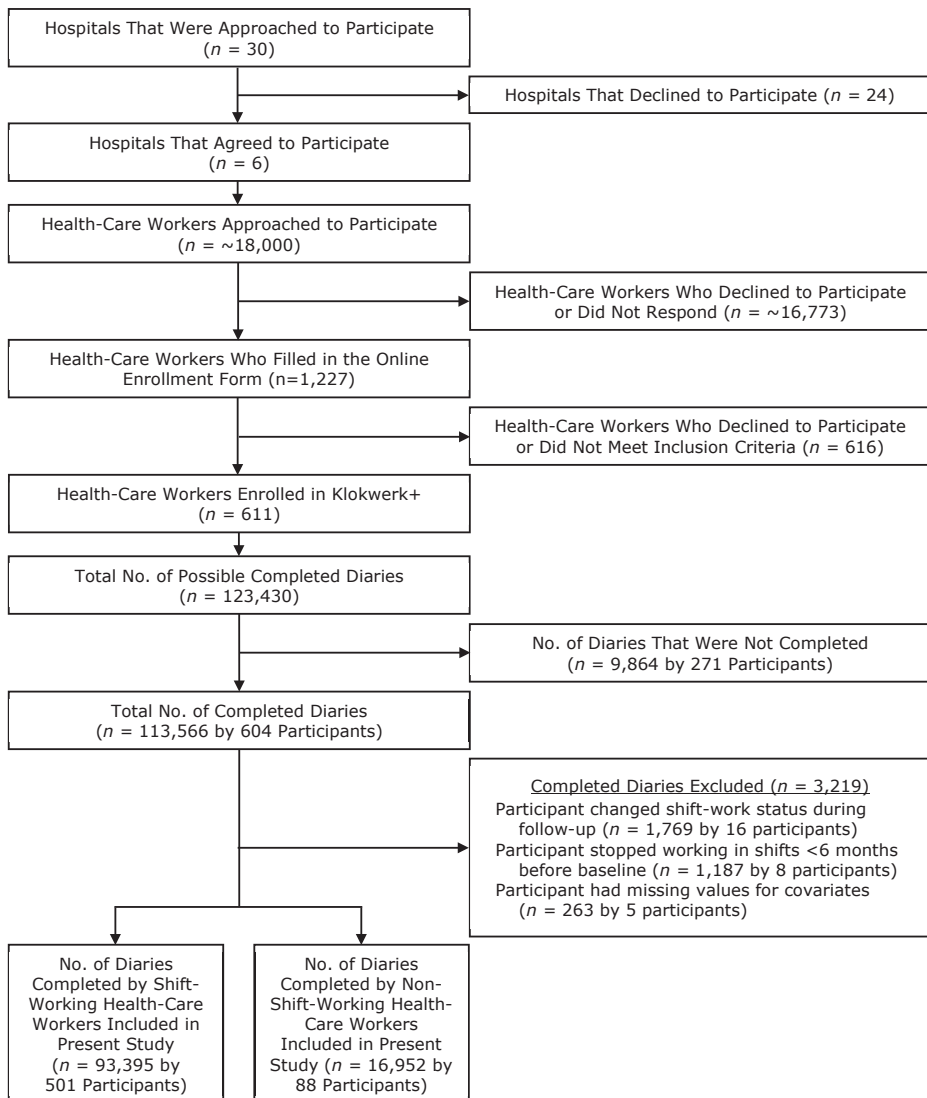 Hospitals That Were Approached to Participate
(n = 30)
Hospitals That Declined to Participate (n = 24)
Hospitals That Agreed to Participate
(n = 6)
Health-Care Workers Approached to Participate
(n = ~18,000)
Health-Care Workers Who Declined to Participate
or Did Not Respond (n = ~16,773)
Health-Care Workers Who Filled in the Online
Enrollment Form (n=1,227)
Health-Care Workers Who Declined to Participate
or Did Not Meet Inclusion Criteria (n = 616)
Health-Care Workers Enrolled in Klokwerk+
(n = 611)
Total No. of Possible Completed Diaries
(n = 123,430)
No. of Diaries That Were Not Completed
(n = 9,864 by 271 Participants)
Total No. of Completed Diaries
(n = 113,566 by 604 Participants)
Completed Diaries Excluded (n = 3,219)
Participant changed shift-work status during
follow-up (n = 1,769 by 16 participants)
Participant stopped working in shifts <6 months
before baseline (n = 1,187 by 8 participants)
Participant had missing values for covariates
(n = 263 by 5 participants)
No. of Diaries
Completed by Shift-
Working Health-Care
Workers Included in
Present Study
(n = 93,395 by
501 Participants)
No. of Diaries
Completed by Non-
Shift-Working Health-
Care Workers
Included in Present
Study (n = 16,952 by
88 Participants)